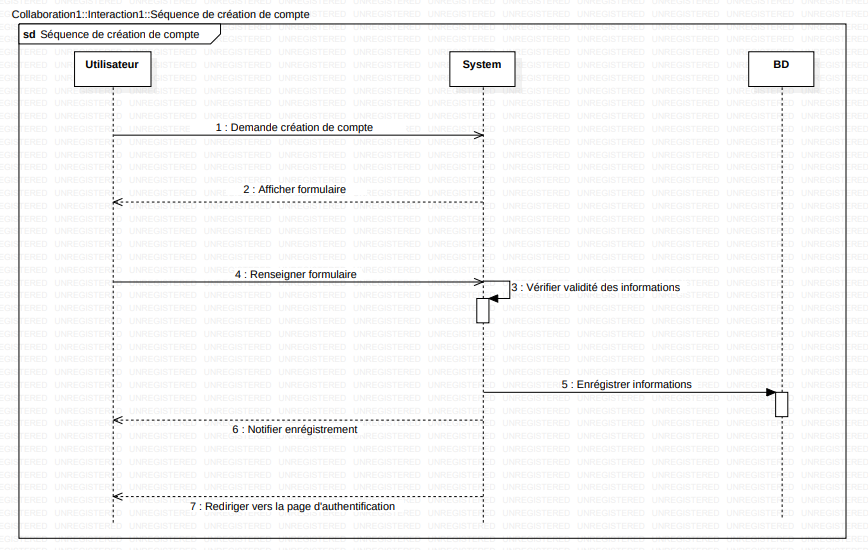 Collaboration1::Interaction1::Séquence de création de compte
sd Séquence de création de compte
Utilisateur
System
BD
1 : Demande création de compte
2 : Afficher formulaire
4 : Renseigner formulaire
3 : Vérifier validité des informations
5 : Enrégistrer informations
6 : Notifier enrégistrement
7 : Rediriger vers la page d'authentification
UNREGISTERED